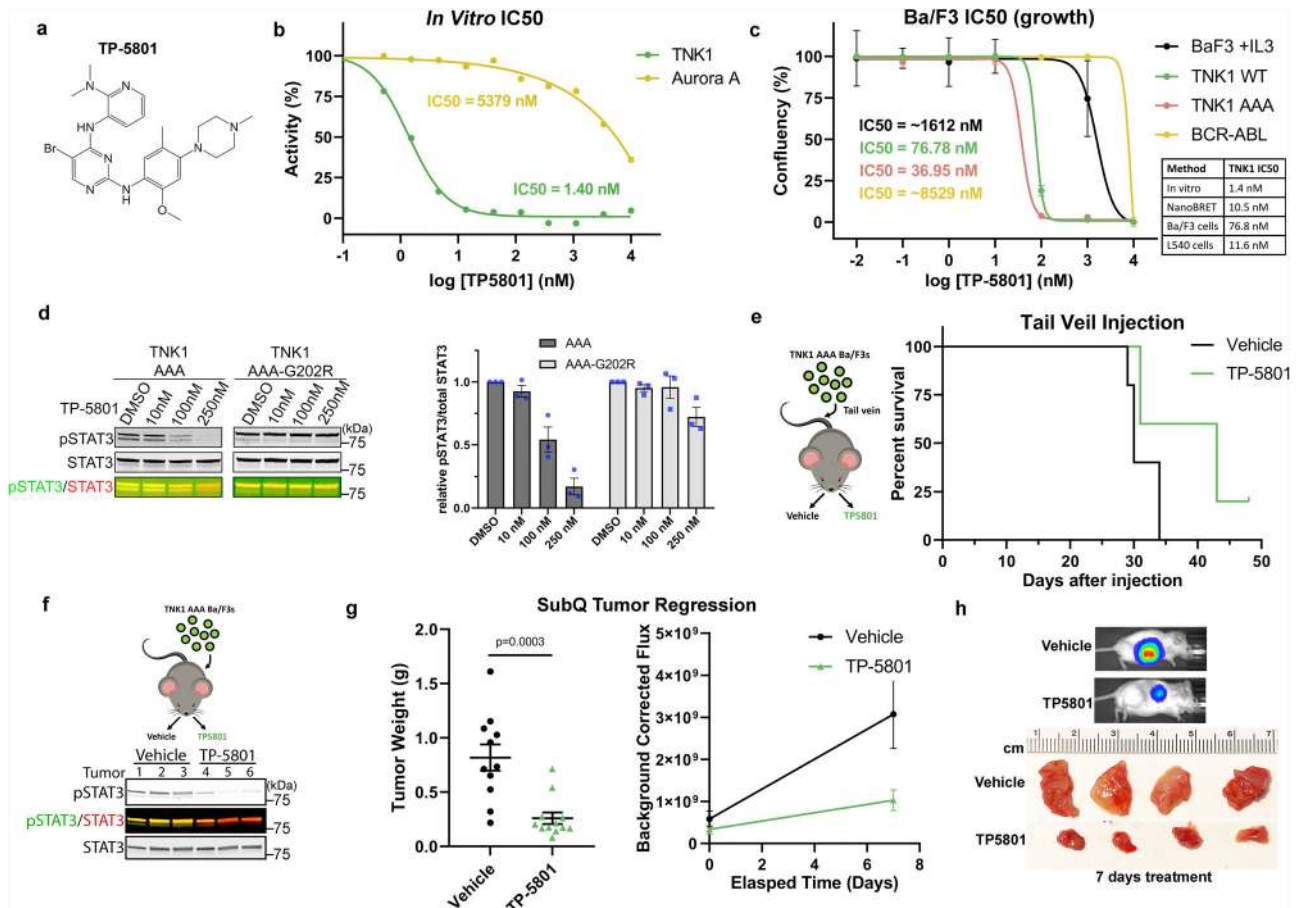 a
TP-5801
N
N
NH
Br
N
N
N
H
N
N
O
b
In Vitro IC50
TNK1
Aurora A
100
75
50
25
0
Activity (%)
IC50 = 5379 nM
IC50 = 1.40 nM
-1 0 1 2 3 4
log [TP5801] (nM)
c
Ba/F3 IC50 (growth)
BaF3 +IL3
TNK1 WT
TNK1 AAA
BCR-ABL
100
75
50
25
0
Confluency (%)
IC50 = ~1612 nM
IC50 = 76.78 nM
IC50 = 36.95 nM
IC50 = ~8529 nM
-2 -1 0 1 2 3 4
log [TP-5801] (nM)
Method TNK1 IC50
In vitro 1.4 nM
NanoBRET 10.5 nM
Ba/F3 cells 76.8 nM
L540 cells 11.6 nM
d
TNK1 AAA
TNK1 AAA-G202R
TP-5801
DMSO 10nM 100nM 250nM DMSO 10nM 100nM 250nM
(kDa)
pSTAT3
75
STAT3
75
pSTAT3/STAT3
75
AAA
AAA-G202R
relative pSTAT3/total STAT3
1.0
0.5
0.0
DMSO 10 nM 100 nM 250 nM DMSO 10 nM 100 nM 250 nM
e
TNK1 AAA Ba/F3s
Tail vein
Vehicle
TP5801
Tail Veil Injection
Vehicle
TP-5801
Percent survival
100
75
50
25
0
0 10 20 30 40 50
Days after injection
f
TNK1 AAA Ba/F3s
Vehicle
TP5801
Vehicle TP-5801
Tumor 1 2 3 4 5 6 (kDa)
pSTAT3
75
pSTAT3/STAT3
STAT3
75
g
SubQ Tumor Regression
p=0.0003
Tumor Weight (g)
2.0
1.5
1.0
0.5
0.0
Vehicle TP-5801
Vehicle
TP-5801
Background Corrected Flux
5×10⁹
4×10⁹
3×10⁹
2×10⁹
1×10⁹
0
0 2 4 6 8
Elasped Time (Days)
h
Vehicle
TP5801
cm
1 2 3 4 5 6 7
Vehicle
TP5801
7 days treatment